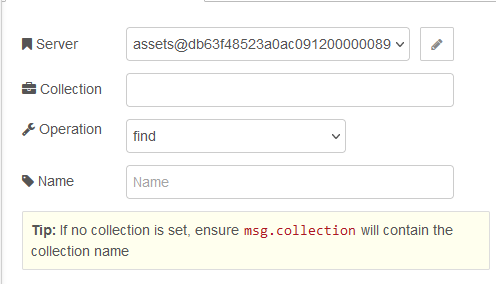 Server assets@db63f48523a0ac091200000089
Collection
Operation find
Name Name
Tip: If no collection is set, ensure msg.collection will contain the
collection name